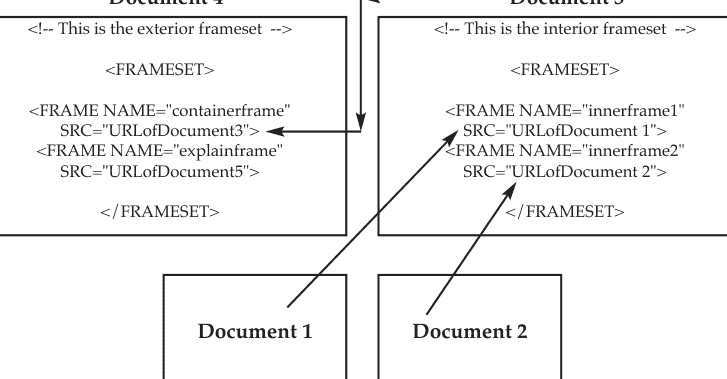 Document 4
<!-- This is the exterior frameset -->
<FRAMESET>
<FRAME NAME="containerframe"
SRC="URLofDocument3">
<FRAME NAME="explainframe"
SRC="URLofDocument5">
</FRAMESET>
Document 3
<!-- This is the interior frameset -->
<FRAMESET>
<FRAME NAME="innerframe1"
SRC="URLofDocument 1">
<FRAME NAME="innerframe2"
SRC="URLofDocument 2">
</FRAMESET>
Document 1
Document 2